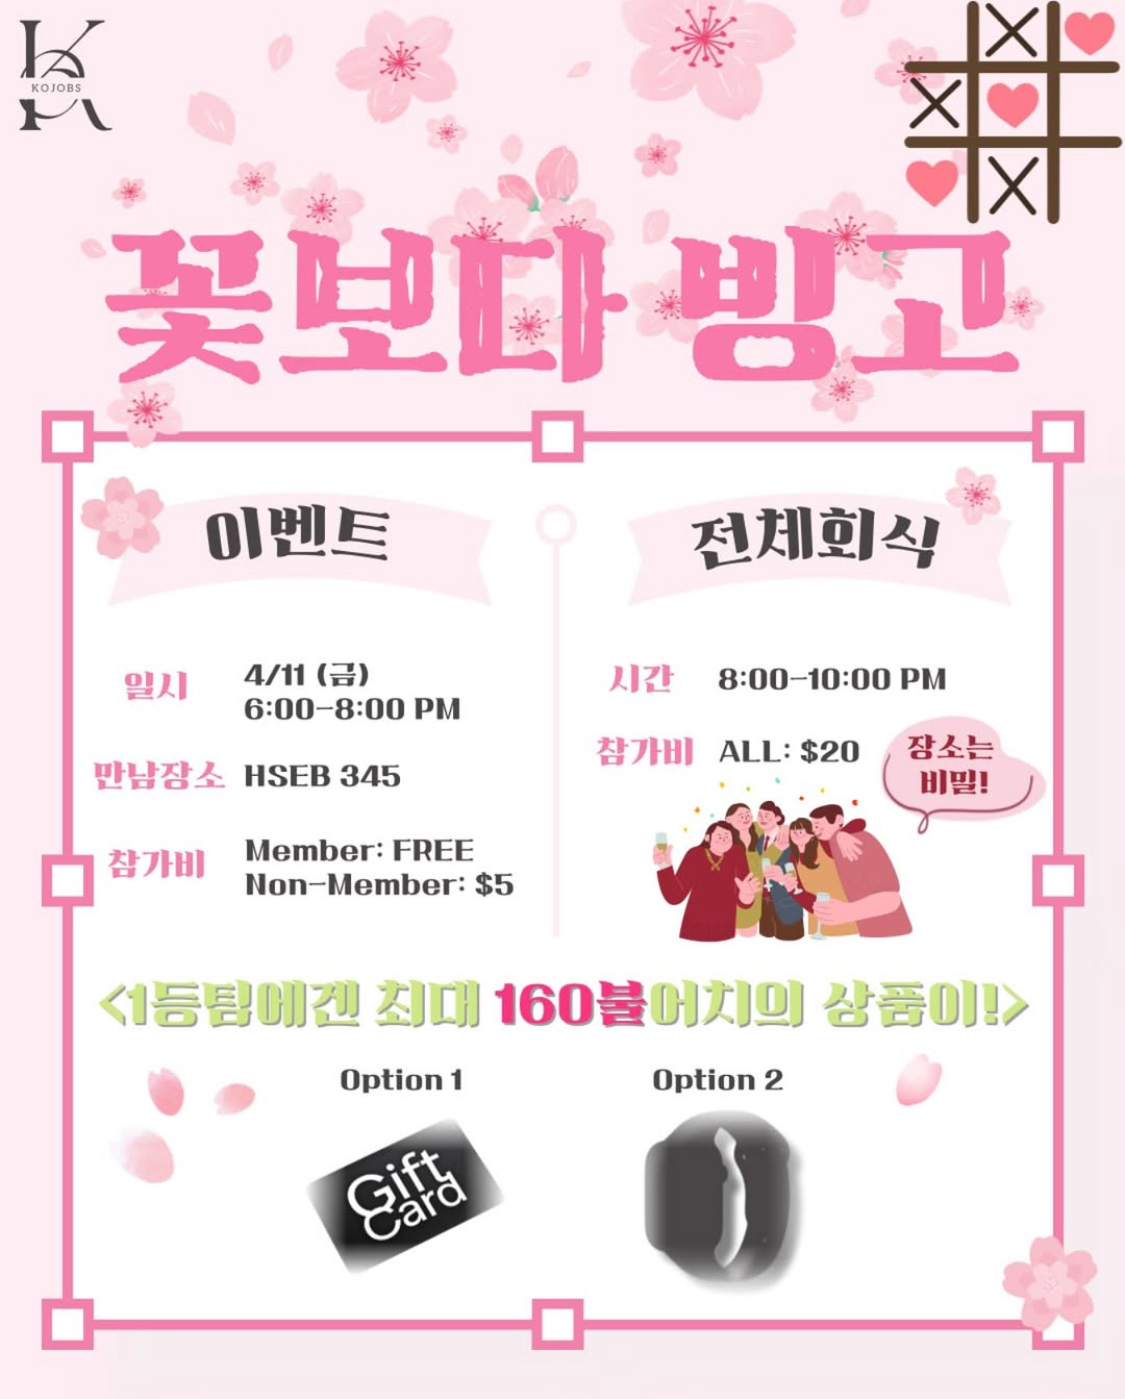 KOJOBS
꽃보다 빙고
이벤트
일시
4/11 (금)
6:00-8:00 PM
만남장소
HSEB 345
참가비
Member: FREE
Non-Member: $5
전체회식
시간
8:00-10:00 PM
참가비
ALL: $20
장소는
비밀!
<1등팀에겐 최대 160불어치의 상품이!>
Option 1
Gift
Card
Option 2